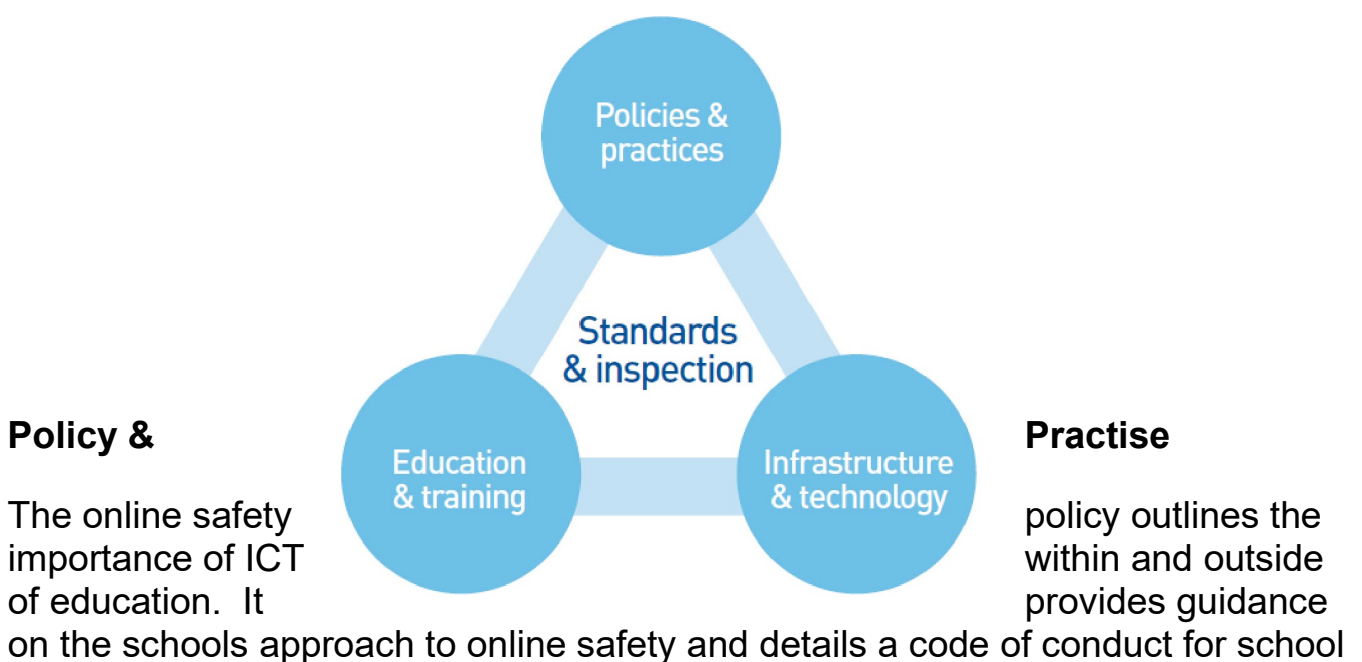 Policies &
practices
Standards
& inspection
Education
& training
Infrastructure
& technology
Policy & Practise
The online safety policy outlines the
importance of ICT within and outside
of education.  It provides guidance
on the schools approach to online safety and details a code of conduct for school